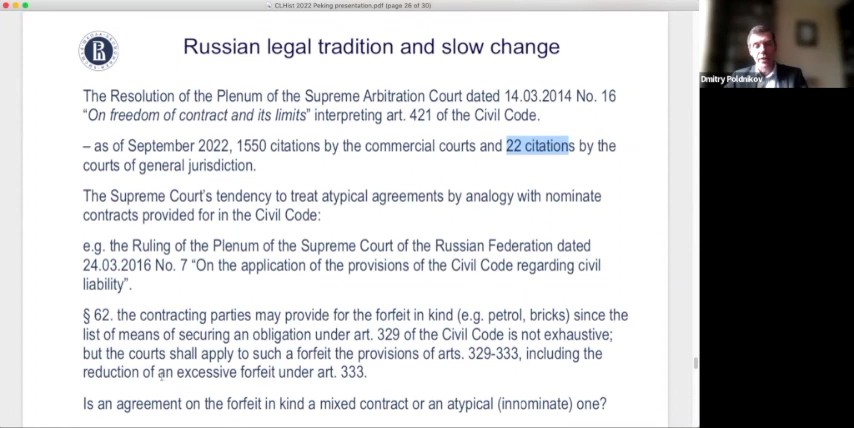 CLHist 2022 Peking presentation.pdf (page 26 of 30)
Russian legal tradition and slow change
The Resolution of the Plenum of the Supreme Arbitration Court dated 14.03.2014 No. 16
“On freedom of contract and its limits” interpreting art. 421 of the Civil Code.
– as of September 2022, 1550 citations by the commercial courts and 22 citations by the
courts of general jurisdiction.
The Supreme Court’s tendency to treat atypical agreements by analogy with nominate
contracts provided for in the Civil Code:
e.g. the Ruling of the Plenum of the Supreme Court of the Russian Federation dated
24.03.2016 No. 7 “On the application of the provisions of the Civil Code regarding civil
liability”.
§ 62. the contracting parties may provide for the forfeit in kind (e.g. petrol, bricks) since the
list of means of securing an obligation under art. 329 of the Civil Code is not exhaustive;
but the courts shall apply to such a forfeit the provisions of arts. 329-333, including the
reduction of an excessive forfeit under art. 333.
Is an agreement on the forfeit in kind a mixed contract or an atypical (innominate) one?
Dmitry Poldnikov